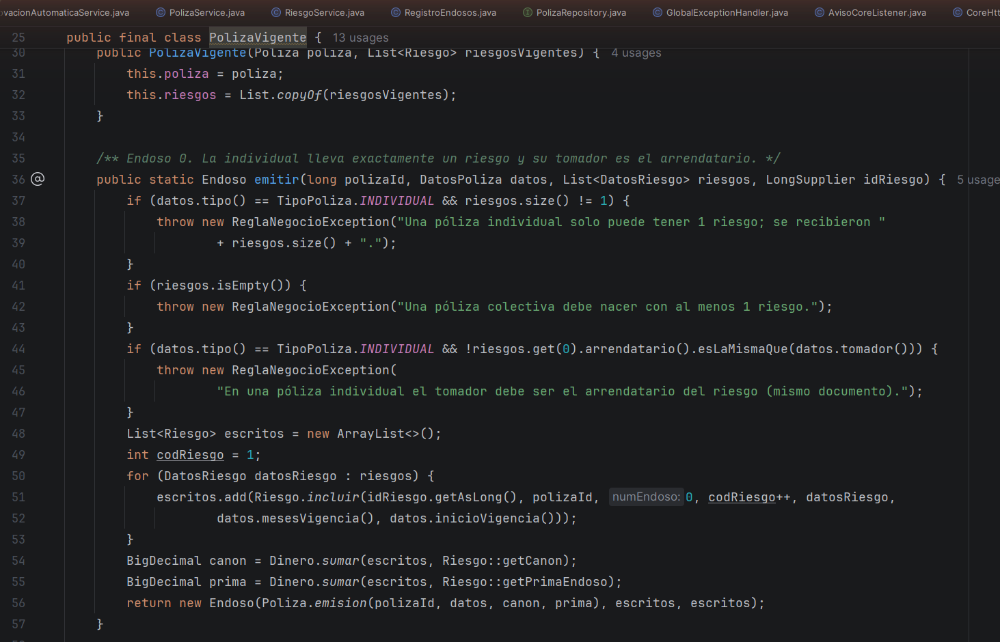 vacionAutomaticaService.java PolizaService.java RiesgoService.java RegistroEndosos.java PolizaRepository.java GlobalExceptionHandler.java AvisoCoreListener.java CoreHtt
25 public final class PolizaVigente { 13 usages
30 public PolizaVigente(Poliza poliza, List<Riesgo> riesgosVigentes) { 4 usages
31 this.poliza = poliza;
32 this.riesgos = List.copyOf(riesgosVigentes);
33 }
34
35 /** Endoso 0. La individual lleva exactamente un riesgo y su tomador es el arrendatario. */
36 public static Endoso emitir(long polizaId, DatosPoliza datos, List<DatosRiesgo> riesgos, LongSupplier idRiesgo) { 5 usage
37 if (datos.tipo() == TipoPoliza.INDIVIDUAL && riesgos.size() != 1) {
38 throw new ReglaNegocioException("Una póliza individual solo puede tener 1 riesgo; se recibieron "
39 + riesgos.size() + ".");
40 }
41 if (riesgos.isEmpty()) {
42 throw new ReglaNegocioException("Una póliza colectiva debe nacer con al menos 1 riesgo.");
43 }
44 if (datos.tipo() == TipoPoliza.INDIVIDUAL && !riesgos.get(0).arrendatario().esLaMismaQue(datos.tomador())) {
45 throw new ReglaNegocioException(
46 "En una póliza individual el tomador debe ser el arrendatario del riesgo (mismo documento).");
47 }
48 List<Riesgo> escritos = new ArrayList<>();
49 int codRiesgo = 1;
50 for (DatosRiesgo datosRiesgo : riesgos) {
51 escritos.add(Riesgo.incluir(idRiesgo.getAsLong(), polizaId, numEndoso: 0, codRiesgo++, datosRiesgo,
52 datos.mesesVigencia(), datos.inicioVigencia()));
53 }
54 BigDecimal canon = Dinero.sumar(escritos, Riesgo::getCanon);
55 BigDecimal prima = Dinero.sumar(escritos, Riesgo::getPrimaEndoso);
56 return new Endoso(Poliza.emision(polizaId, datos, canon, prima), escritos, escritos);
57 }